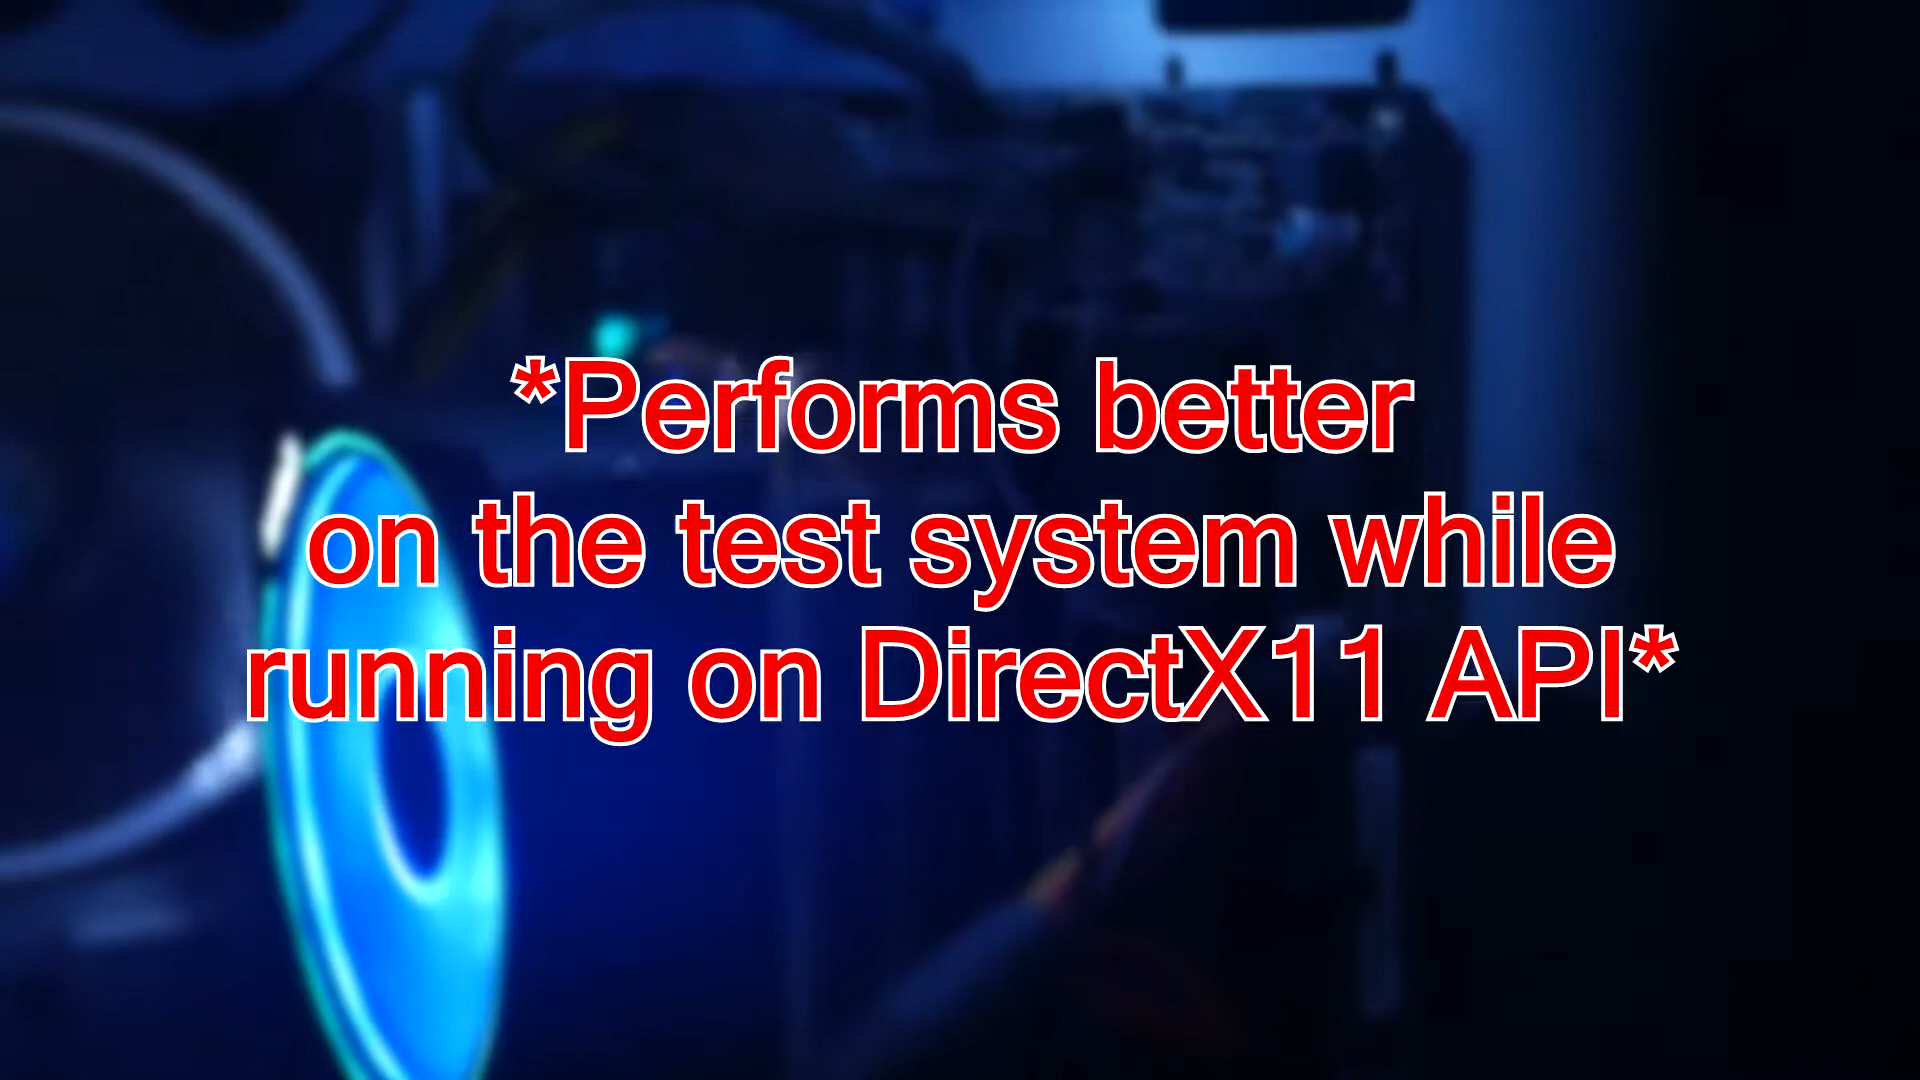 *Performs better
on the test system while
running on DirectX11 API*